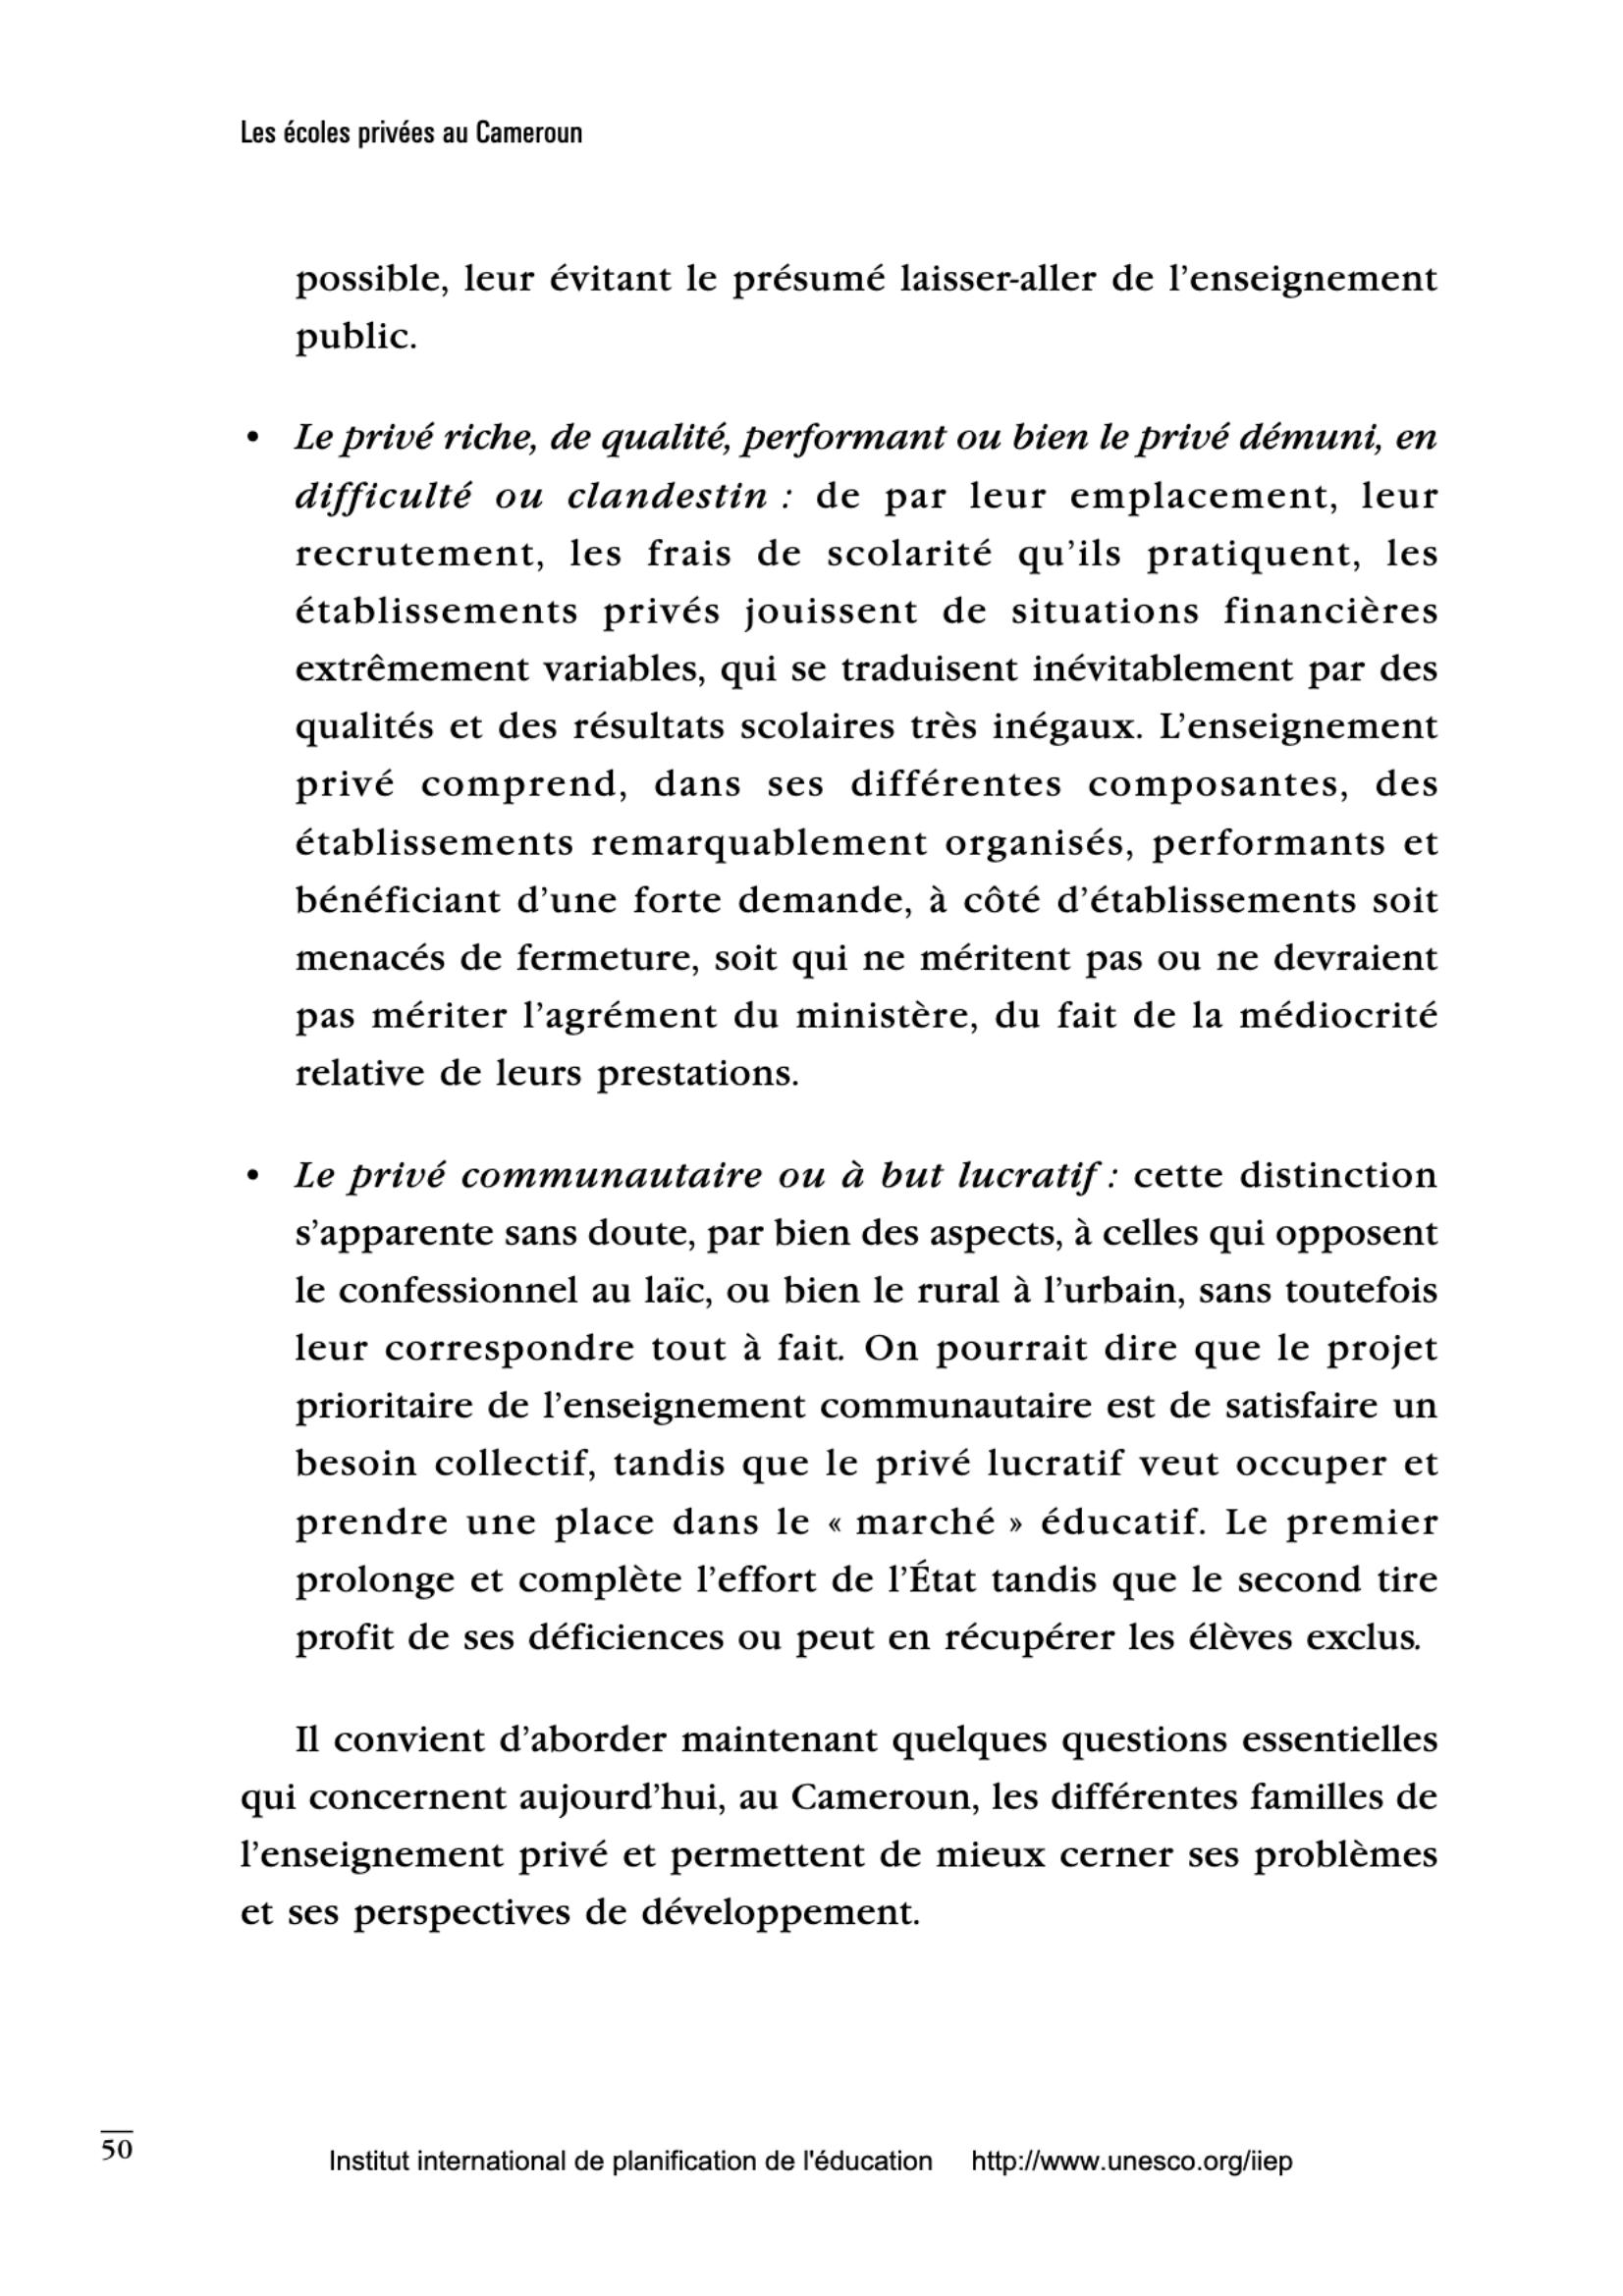 Les écoles privées au Cameroun
possible, leur évitant le présumé laisser-aller de l’enseignement
public.
• Le privé riche, de qualité, performant ou bien le privé démuni, en
difficulté ou clandestin : de par leur emplacement, leur
recrutement, les frais de scolarité qu’ils pratiquent, les
établissements privés jouissent de situations financières
extrêmement variables, qui se traduisent inévitablement par des
qualités et des résultats scolaires très inégaux. L’enseignement
privé comprend, dans ses différentes composantes, des
établissements remarquablement organisés, performants et
bénéficiant d’une forte demande, à côté d’établissements soit
menacés de fermeture, soit qui ne méritent pas ou ne devraient
pas mériter l’agrément du ministère, du fait de la médiocrité
relative de leurs prestations.
• Le privé communautaire ou à but lucratif : cette distinction
s’apparente sans doute, par bien des aspects, à celles qui opposent
le confessionnel au laïc, ou bien le rural à l’urbain, sans toutefois
leur correspondre tout à fait. On pourrait dire que le projet
prioritaire de l’enseignement communautaire est de satisfaire un
besoin collectif, tandis que le privé lucratif veut occuper et
prendre une place dans le « marché » éducatif. Le premier
prolonge et complète l’effort de l’État tandis que le second tire
profit de ses déficiences ou peut en récupérer les élèves exclus.
Il convient d’aborder maintenant quelques questions essentielles
qui concernent aujourd’hui, au Cameroun, les différentes familles de
l’enseignement privé et permettent de mieux cerner ses problèmes
et ses perspectives de développement.
50
Institut international de planification de l'éducation http://www.unesco.org/iiep